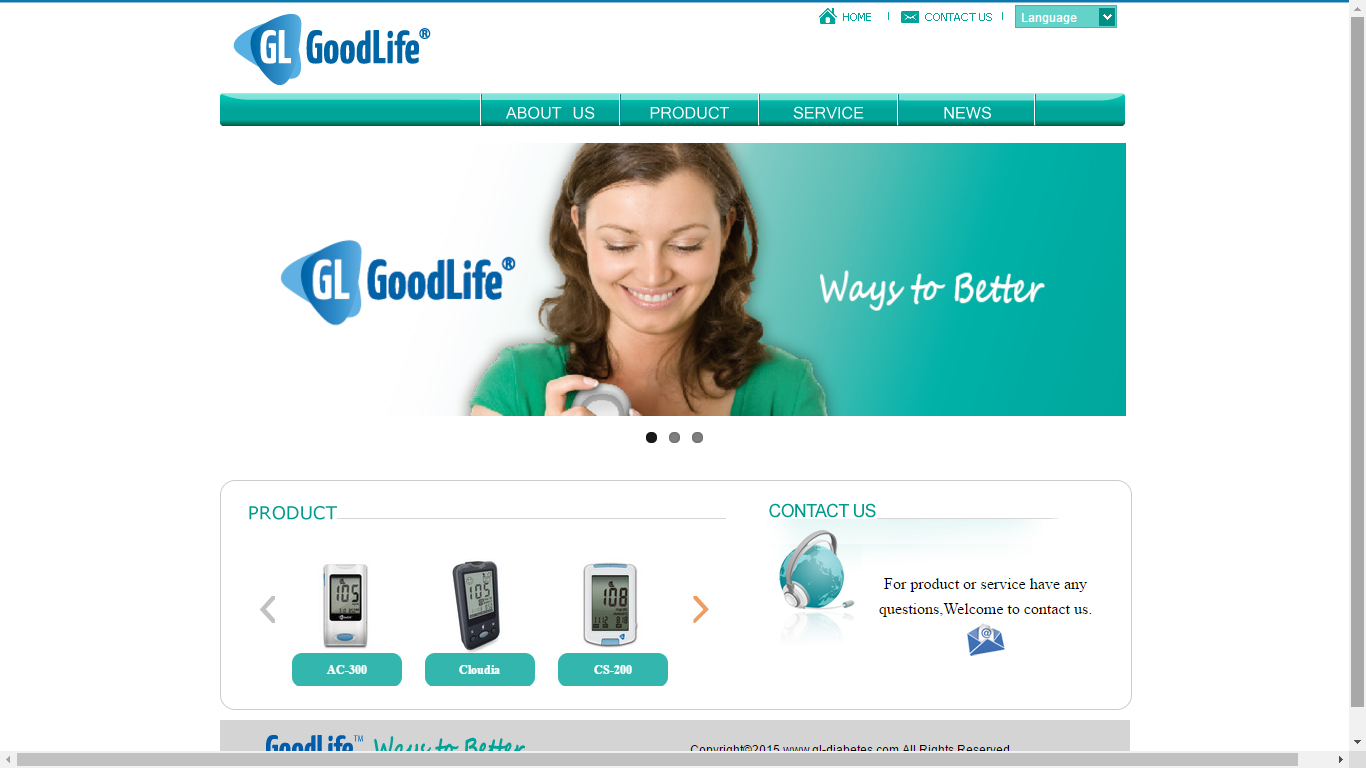 HOME
CONTACT US
Language
GL GoodLife®
ABOUT US
PRODUCT
SERVICE
NEWS
GL GoodLife®
Ways to Better
PRODUCT
CONTACT US
105
105
108
11:12
For product or service have any
questions,Welcome to contact us.
@
AC-300
Cloudia
CS-200
GoodLife™ Ways to Better
Copyright©2015 www.gl-diabetes.com All Rights Reserved